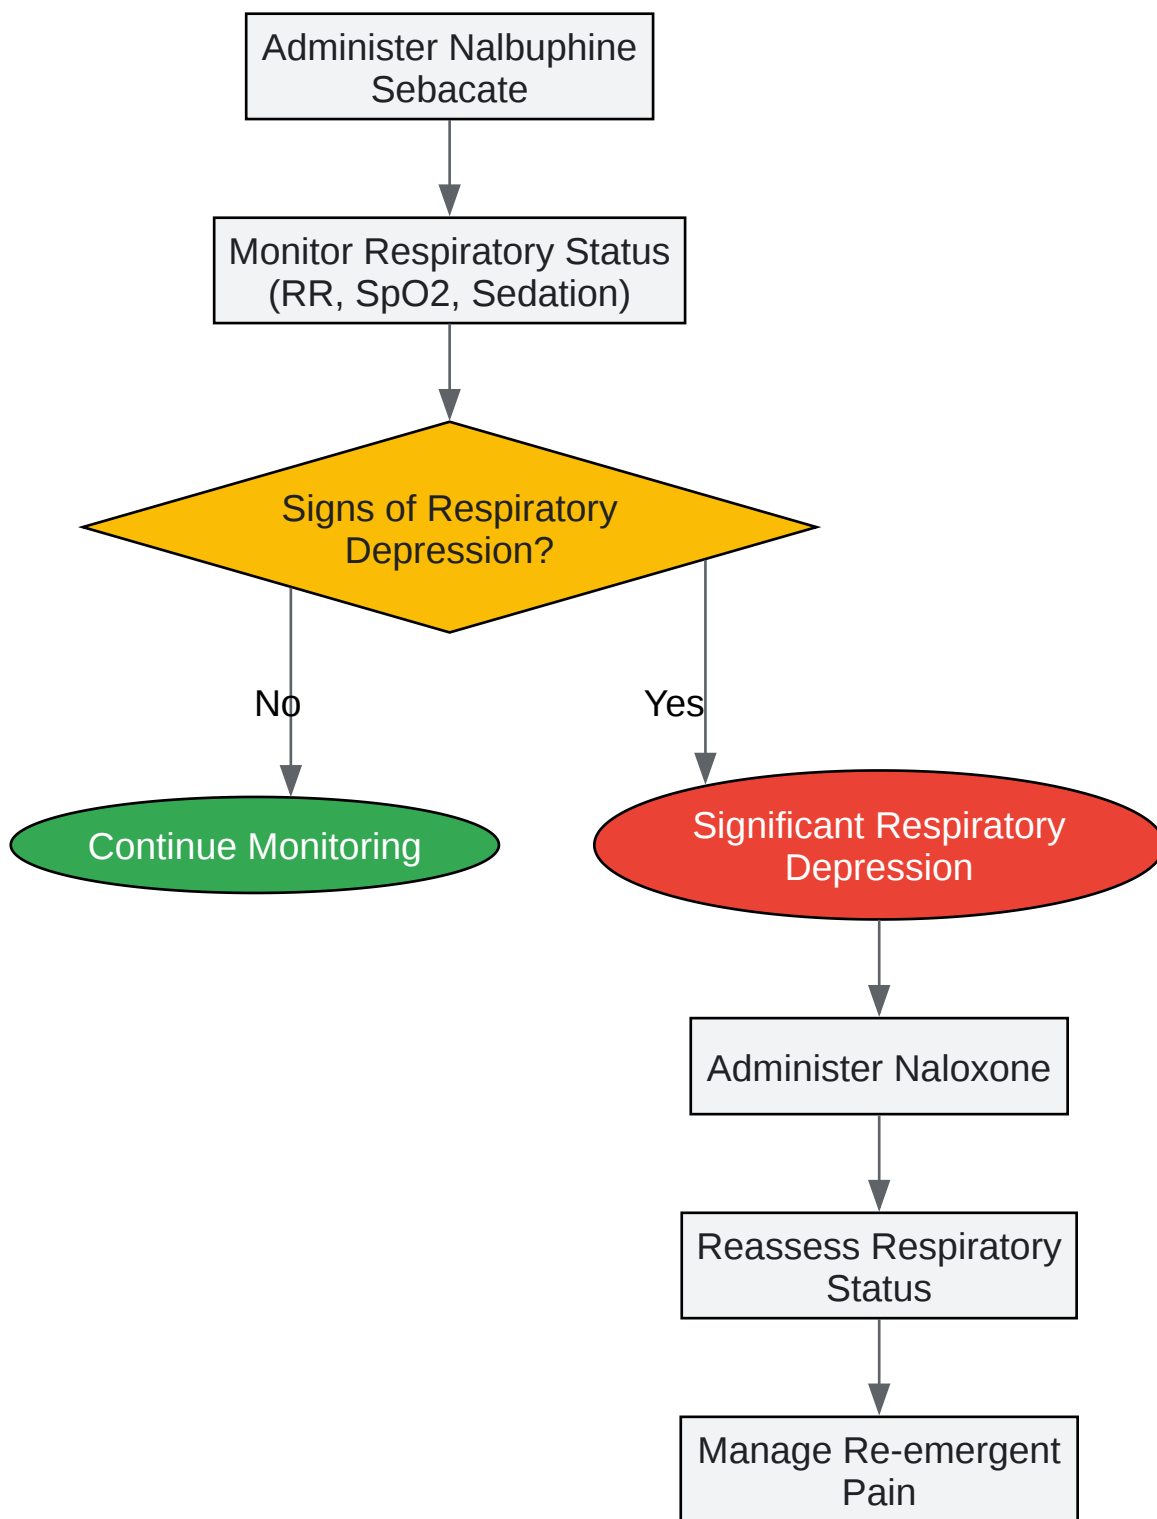 Administer Nalbuphine
Sebacate
Monitor Respiratory Status
(RR, SpO2, Sedation)
Signs of Respiratory
Depression?
No
Yes
Continue Monitoring
Significant Respiratory
Depression
Administer Naloxone
Reassess Respiratory
Status
Manage Re-emergent
Pain